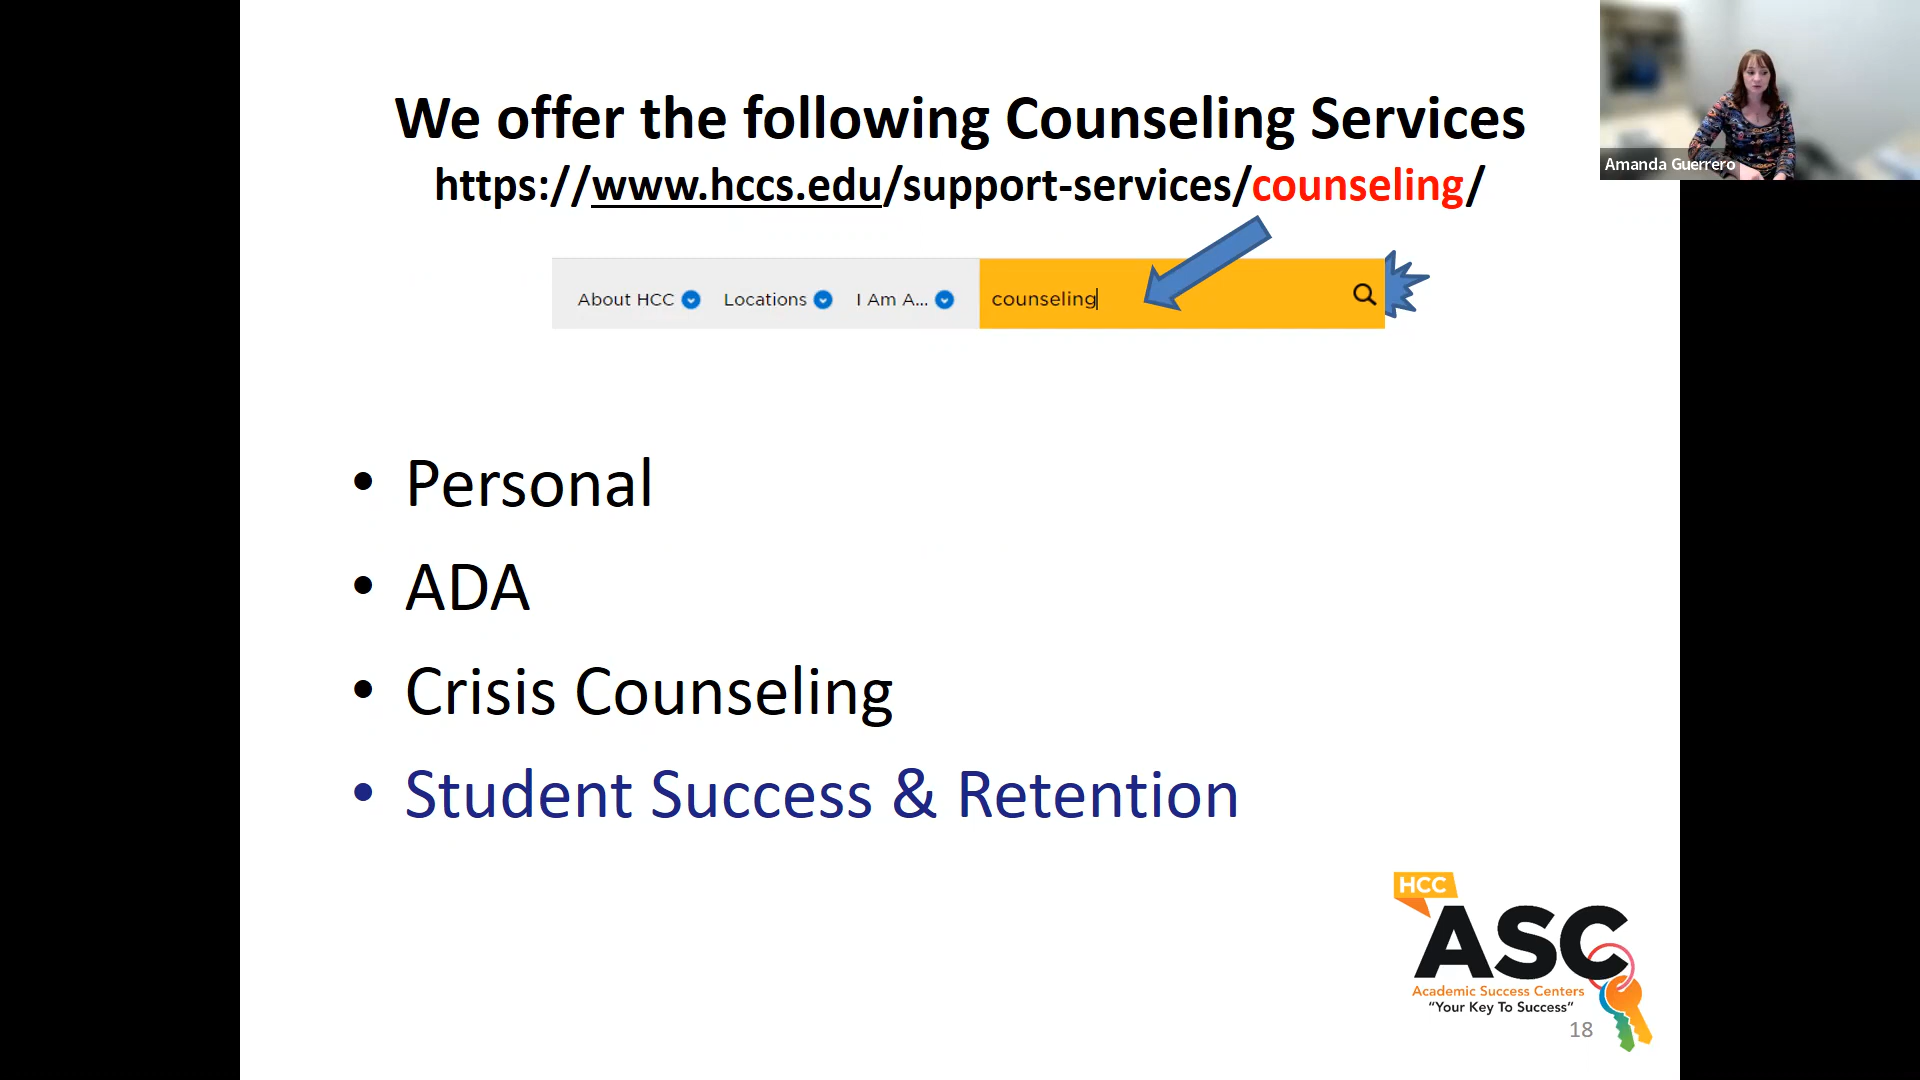 We offer the following Counseling Services
https://www.hccs.edu/support-services/counseling/
Amanda Guerrero
About HCC Locations I Am A... counseling
• Personal
• ADA
• Crisis Counseling
• Student Success & Retention
HCC
ASC
Academic Success Centers
“Your Key To Success”
18